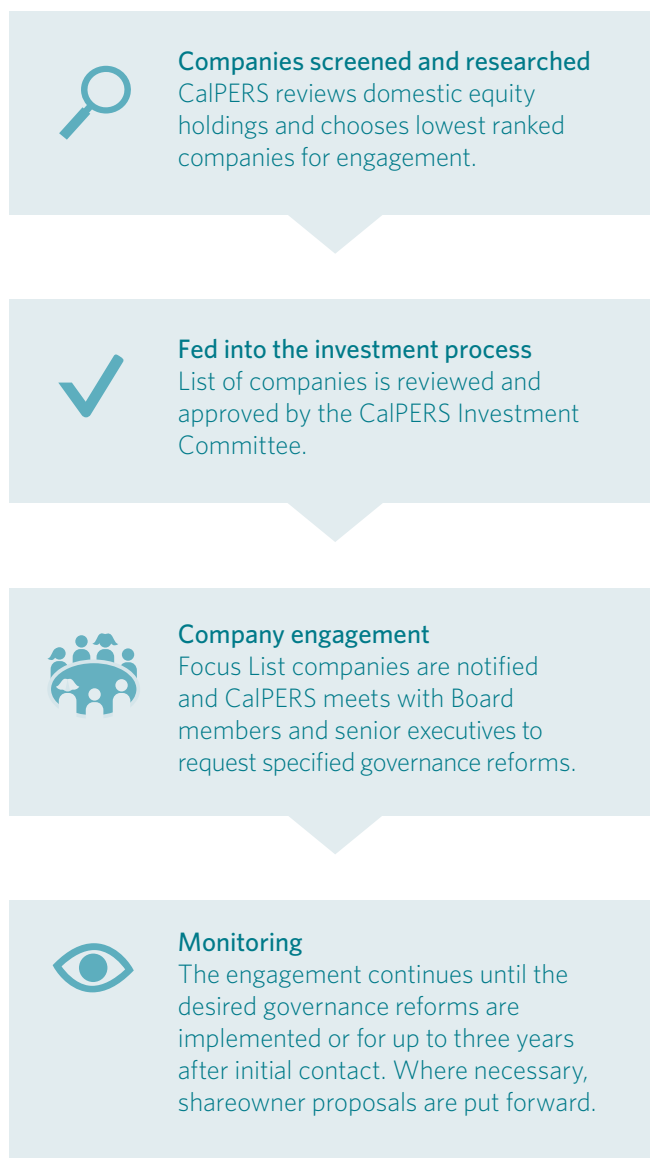 Companies screened and researched
CalPERS reviews domestic equity
holdings and chooses lowest ranked
companies for engagement.
Fed into the investment process
List of companies is reviewed and
approved by the CalPERS Investment
Committee.
Company engagement
Focus List companies are notified
and CalPERS meets with Board
members and senior executives to
request specified governance reforms.
Monitoring
The engagement continues until the
desired governance reforms are
implemented or for up to three years
after initial contact. Where necessary,
shareowner proposals are put forward.